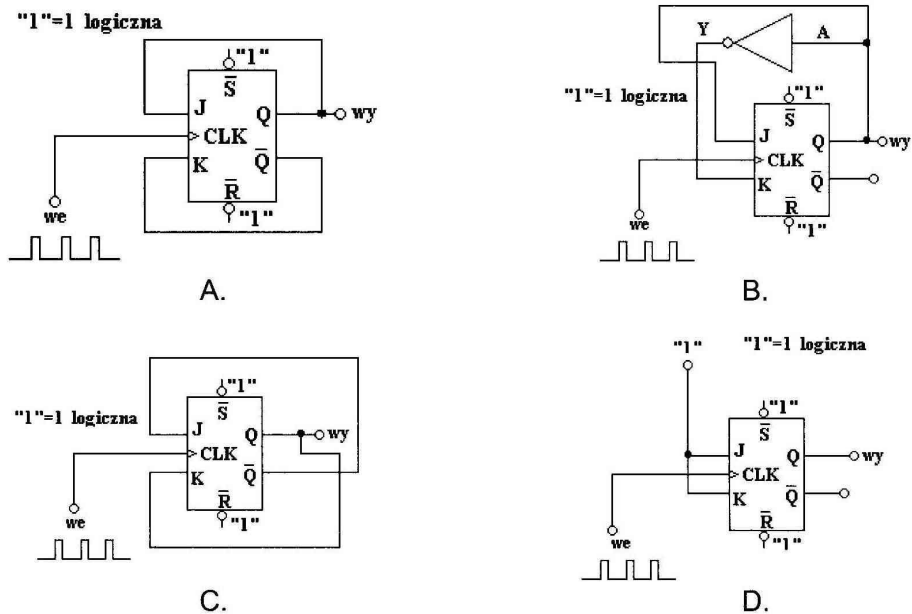 "1"=1 logiczna
"1"
S̅
J
Q
wy
CLK
K
Q̅
R̅
"1"
we
A.
Y
A
"1"=1 logiczna
"1"
S̅
J
Q
wy
CLK
K
Q̅
R̅
"1"
we
B.
"1"=1 logiczna
"1"
S̅
J
Q
wy
CLK
K
Q̅
R̅
"1"
we
C.
"1"
"1"=1 logiczna
"1"
S̅
J
Q
wy
CLK
K
Q̅
R̅
"1"
we
D.